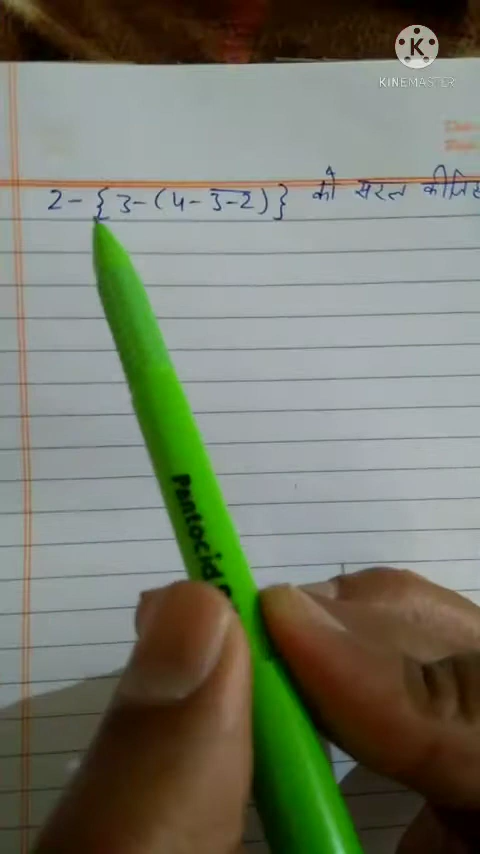 K
KINEMASTER
2 - {3 - (4 - 3̅ ̅-̅ ̅2̅)} को सरल कीजिए
Pantocid